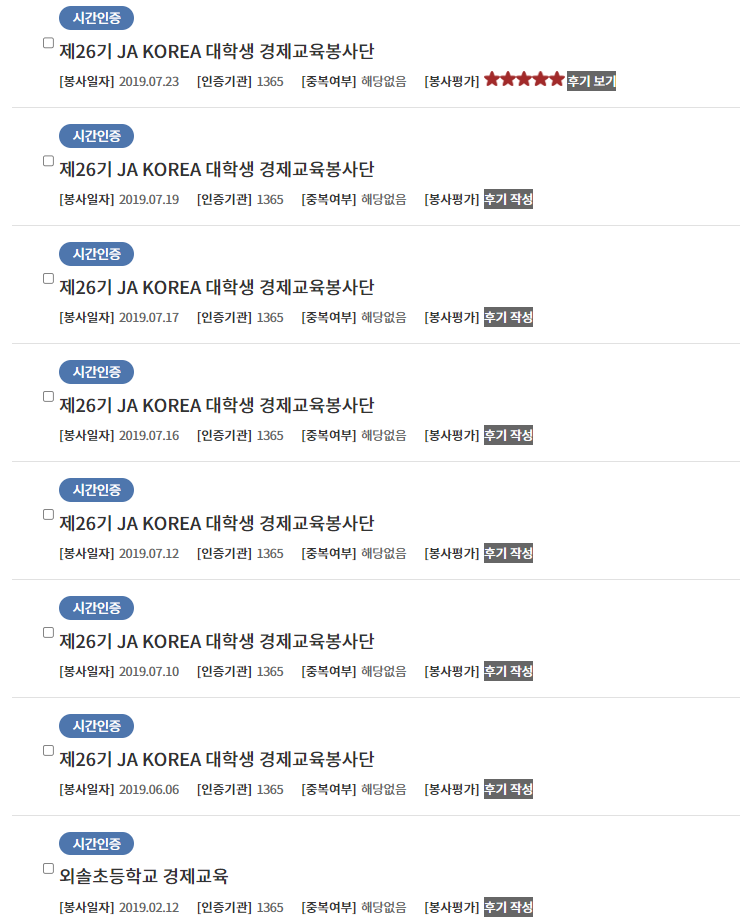 시간인증
제26기 JA KOREA 대학생 경제교육봉사단
[봉사일자] 2019.07.23 [인증기관] 1365 [중복여부] 해당없음 [봉사평가] ★★★★★ 후기 보기
시간인증
제26기 JA KOREA 대학생 경제교육봉사단
[봉사일자] 2019.07.19 [인증기관] 1365 [중복여부] 해당없음 [봉사평가] 후기 작성
시간인증
제26기 JA KOREA 대학생 경제교육봉사단
[봉사일자] 2019.07.17 [인증기관] 1365 [중복여부] 해당없음 [봉사평가] 후기 작성
시간인증
제26기 JA KOREA 대학생 경제교육봉사단
[봉사일자] 2019.07.16 [인증기관] 1365 [중복여부] 해당없음 [봉사평가] 후기 작성
시간인증
제26기 JA KOREA 대학생 경제교육봉사단
[봉사일자] 2019.07.12 [인증기관] 1365 [중복여부] 해당없음 [봉사평가] 후기 작성
시간인증
제26기 JA KOREA 대학생 경제교육봉사단
[봉사일자] 2019.07.10 [인증기관] 1365 [중복여부] 해당없음 [봉사평가] 후기 작성
시간인증
제26기 JA KOREA 대학생 경제교육봉사단
[봉사일자] 2019.06.06 [인증기관] 1365 [중복여부] 해당없음 [봉사평가] 후기 작성
시간인증
외솔초등학교 경제교육
[봉사일자] 2019.02.12 [인증기관] 1365 [중복여부] 해당없음 [봉사평가] 후기 작성